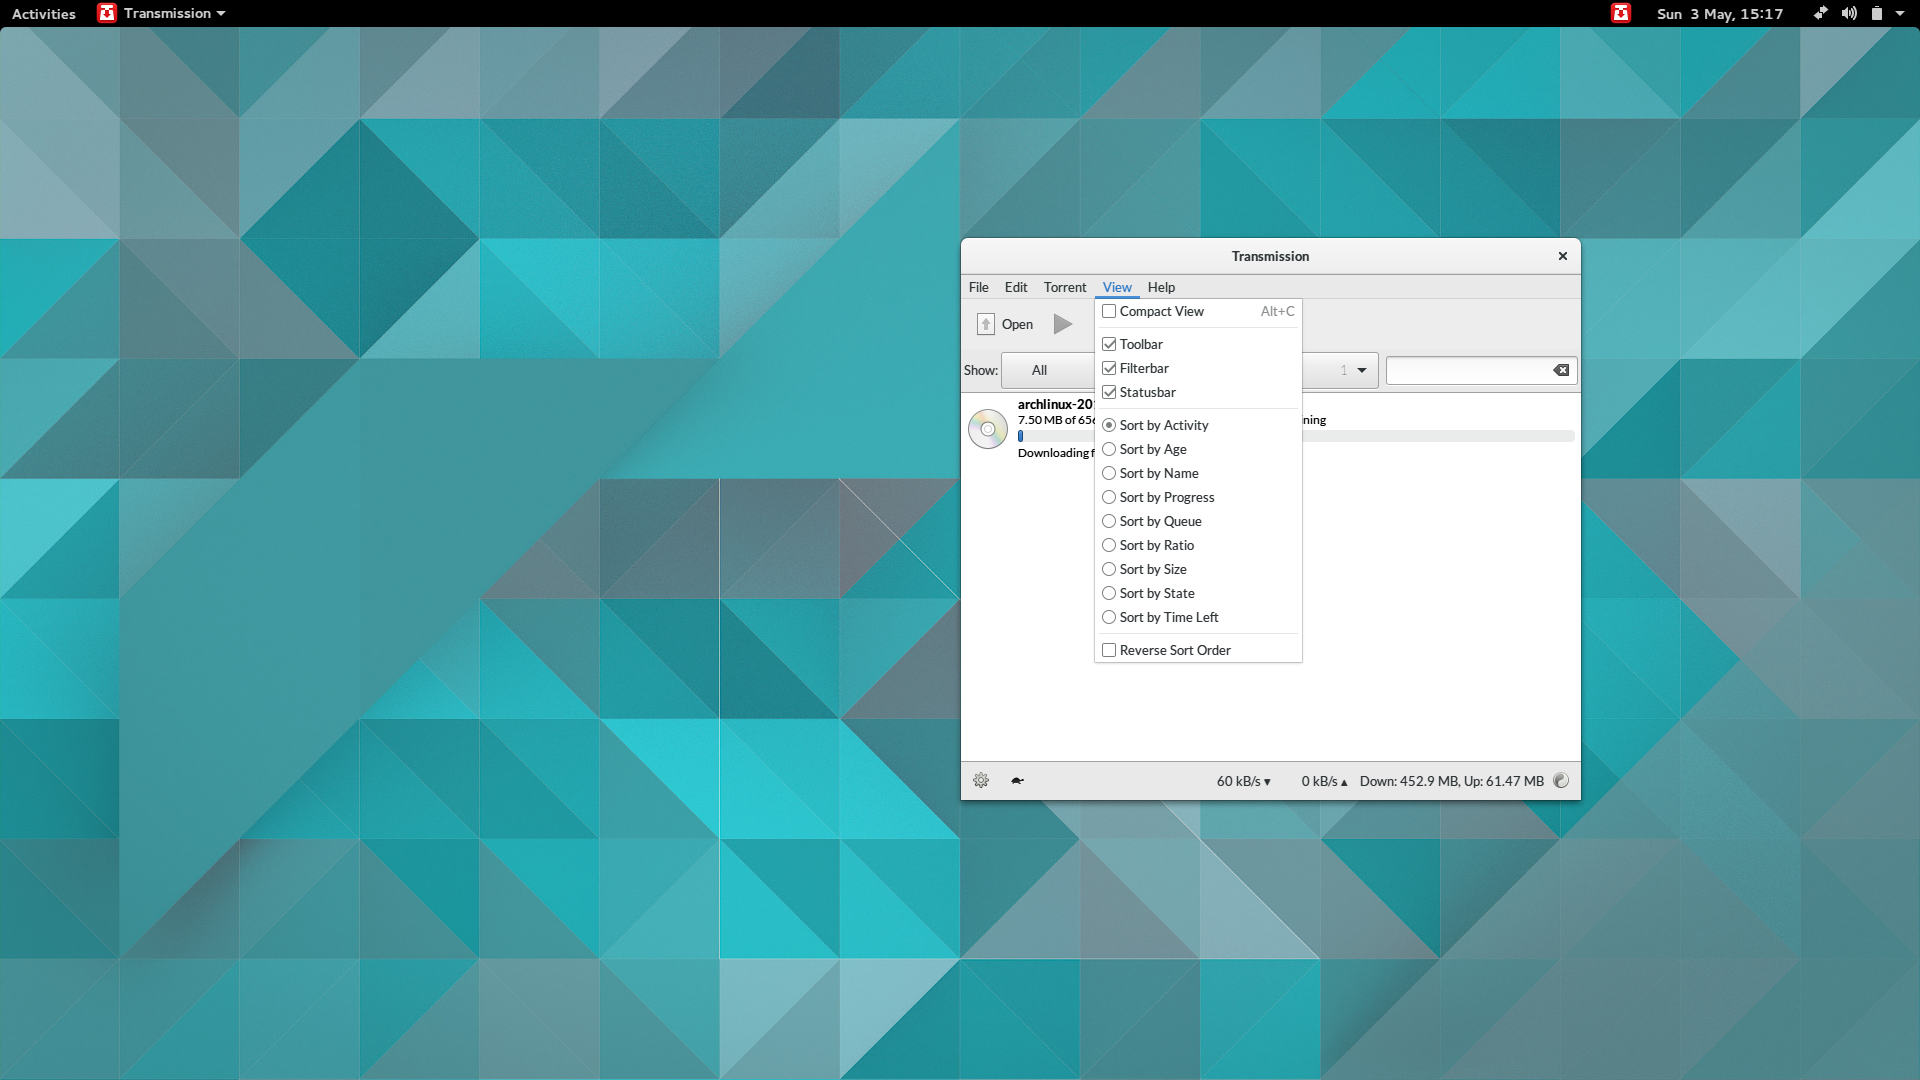 Activities Transmission Sun 3 May, 15:17
Transmission
File Edit Torrent View Help
Open
Compact View Alt+C
Toolbar
Show: All 1
Filterbar
Statusbar
archlinux-20
7.50 MB of 656 ning
Sort by Activity
Downloading
Sort by Age
Sort by Name
Sort by Progress
Sort by Queue
Sort by Ratio
Sort by Size
Sort by State
Sort by Time Left
Reverse Sort Order
60 kB/s ▾ 0 kB/s ▴ Down: 452.9 MB, Up: 61.47 MB